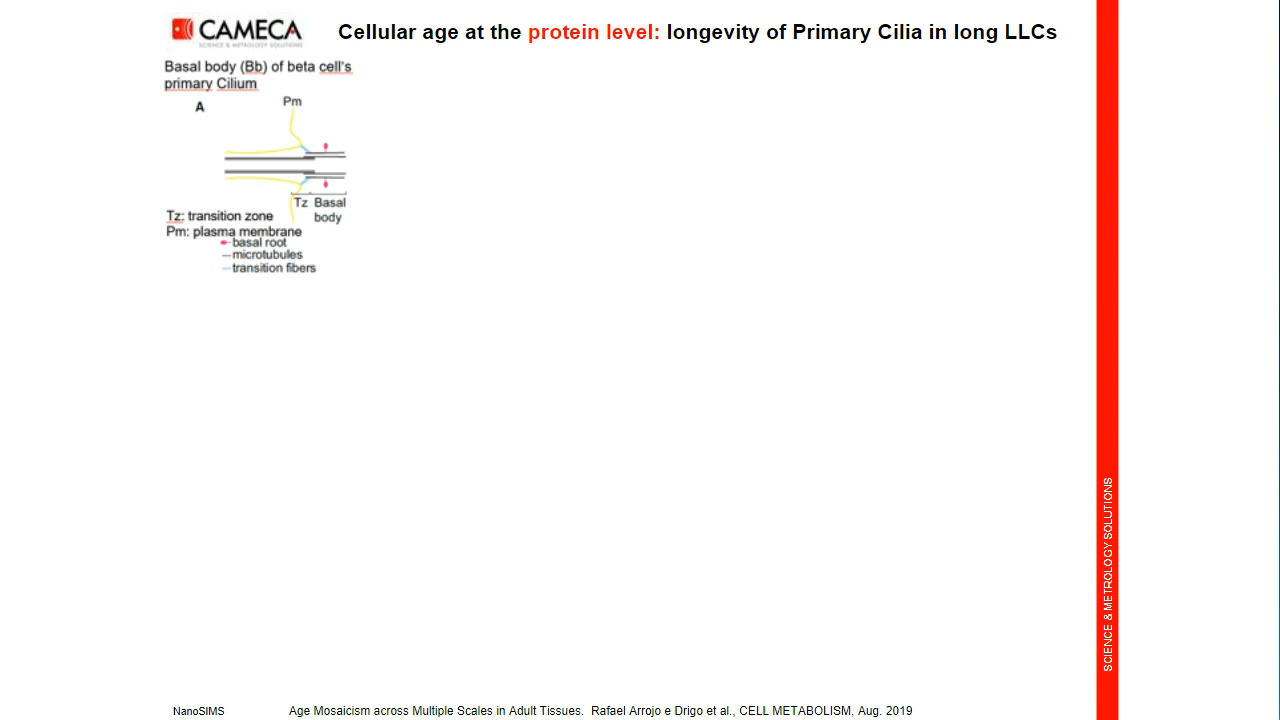 CAMECA
SCIENCE & METROLOGY SOLUTIONS
Cellular age at the protein level: longevity of Primary Cilia in long LLCs
Basal body (Bb) of beta cell's
primary Cilium
A
Pm
Tz Basal
body
Tz: transition zone
Pm: plasma membrane
basal root
microtubules
transition fibers
SCIENCE & METROLOGY SOLUTIONS
NanoSIMS
Age Mosaicism across Multiple Scales in Adult Tissues. Rafael Arrojo e Drigo et al., CELL METABOLISM, Aug. 2019